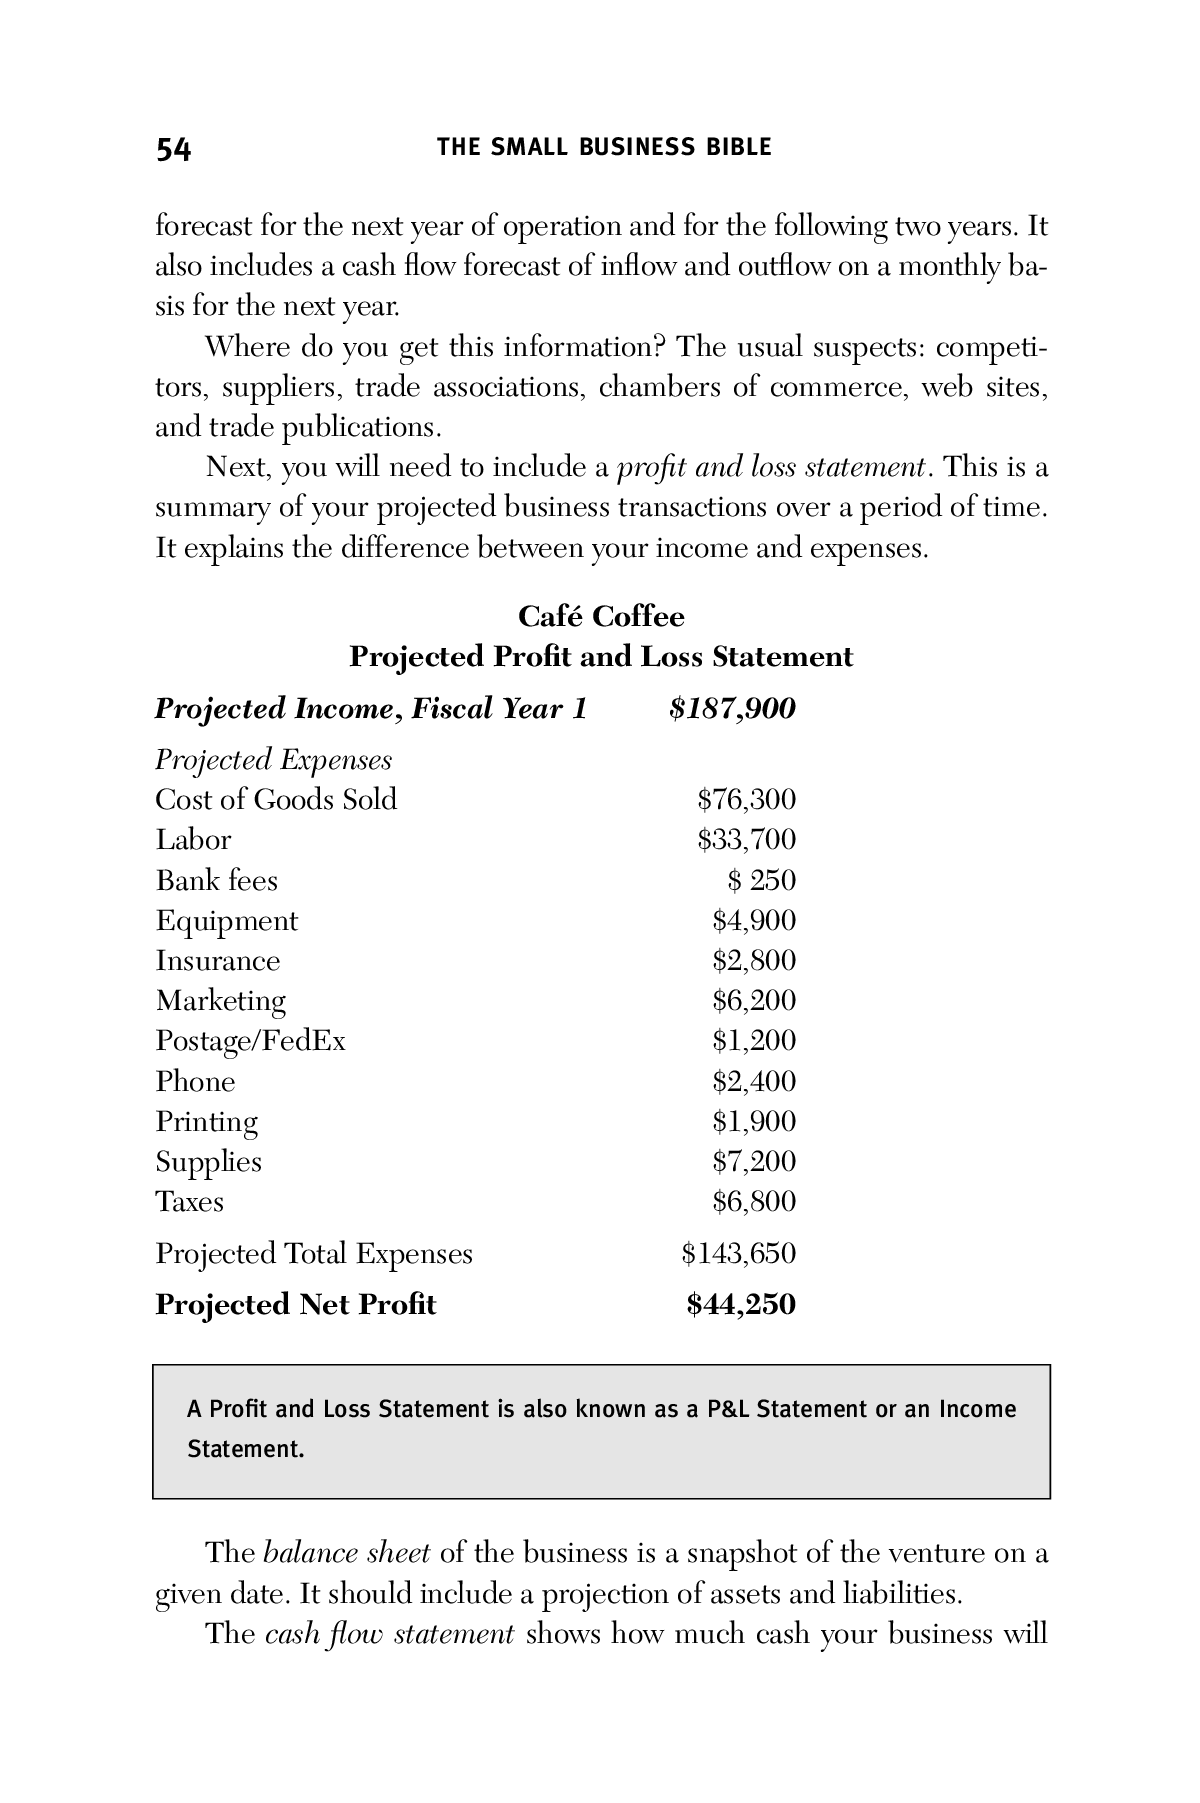 54 THE SMALL BUSINESS BIBLE
forecast for the next year of operation and for the following two years. It
also includes a cash flow forecast of inflow and outflow on a monthly ba-
sis for the next year.
Where do you get this information? The usual suspects: competi-
tors, suppliers, trade associations, chambers of commerce, web sites,
and trade publications.
Next, you will need to include a profit and loss statement. This is a
summary of your projected business transactions over a period of time.
It explains the difference between your income and expenses.
Café Coffee
Projected Profit and Loss Statement
Projected Income, Fiscal Year 1 $187,900
Projected Expenses
Cost of Goods Sold $76,300
Labor $33,700
Bank fees $ 250
Equipment $4,900
Insurance $2,800
Marketing $6,200
Postage/FedEx $1,200
Phone $2,400
Printing $1,900
Supplies $7,200
Taxes $6,800
Projected Total Expenses $143,650
Projected Net Profit $44,250
A Profit and Loss Statement is also known as a P&L Statement or an Income
Statement.
The balance sheet of the business is a snapshot of the venture on a
given date. It should include a projection of assets and liabilities.
The cash flow statement shows how much cash your business will